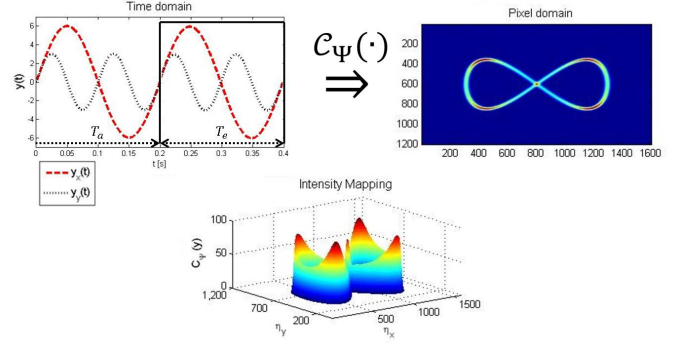 Time domain
y(t)
6
4
2
0
-2
-4
-6
T_a
T_e
0 0.05 0.1 0.15 0.2 0.25 0.3 0.35 0.4
t [s]
y_x(t)
y_y(t)
C_Ψ(·)
⇒
Pixel domain
0
200
400
600
800
1000
1200
200 400 600 800 1000 1200 1400 1600
Intensity Mapping
C_Ψ (y)
100
50
0
1,200
700
200
η_y
500
1000
1500
η_x